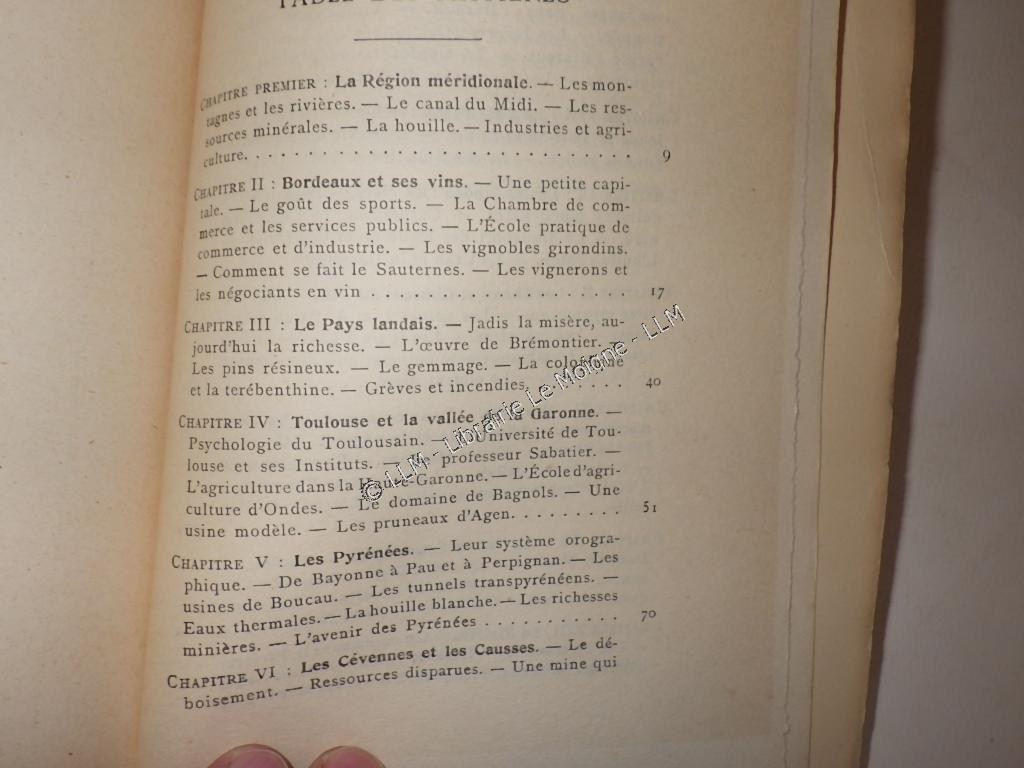 TABLE DES MATIÈRES
CHAPITRE PREMIER : La Région méridionale. — Les mon-
tagnes et les rivières. — Le canal du Midi. — Les res-
sources minérales. — La houille. — Industries et agri-
culture. . . . . . . . . . . . . . . . . . . . . . . . . . . . 9
CHAPITRE II : Bordeaux et ses vins. — Une petite capi-
tale. — Le goût des sports. — La Chambre de com-
merce et les services publics. — L'École pratique de
commerce et d'industrie. — Les vignobles girondins.
— Comment se fait le Sauternes. — Les vignerons et
les négociants en vin . . . . . . . . . . . . . . . . . . . 17
CHAPITRE III : Le Pays landais. — Jadis la misère, au-
jourd'hui la richesse. — L'œuvre de Brémontier. —
Les pins résineux. — Le gemmage. — La colophane
et la terébenthine. — Grèves et incendies. . . . . . . . 40
CHAPITRE IV : Toulouse et la vallée de la Garonne. —
Psychologie du Toulousain. — L'Université de Tou-
louse et ses Instituts. — Le professeur Sabatier. —
L'agriculture dans la Haute-Garonne. — L'École d'agri-
culture d'Ondes. — Le domaine de Bagnols. — Une
usine modèle. — Les pruneaux d'Agen. . . . . . . . . 51
CHAPITRE V : Les Pyrénées. — Leur système orogra-
phique. — De Bayonne à Pau et à Perpignan. — Les
usines de Boucau. — Les tunnels transpyrénéens. —
Eaux thermales. — La houille blanche. — Les richesses
minières. — L'avenir des Pyrénées . . . . . . . . . . . 70
CHAPITRE VI : Les Cévennes et les Causses. — Le dé-
boisement. — Ressources disparues. — Une mine qui
© LLM - Librairie Le Moigne - LLM